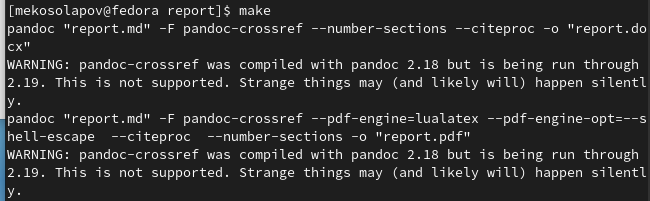 [mekosolapov@fedora report]$ make
pandoc "report.md" -F pandoc-crossref --number-sections --citeproc -o "report.do
cx"
WARNING: pandoc-crossref was compiled with pandoc 2.18 but is being run through
2.19. This is not supported. Strange things may (and likely will) happen silentl
y.
pandoc "report.md" -F pandoc-crossref --pdf-engine=lualatex --pdf-engine-opt=--s
hell-escape  --citeproc  --number-sections -o "report.pdf"
WARNING: pandoc-crossref was compiled with pandoc 2.18 but is being run through
2.19. This is not supported. Strange things may (and likely will) happen silentl
y.